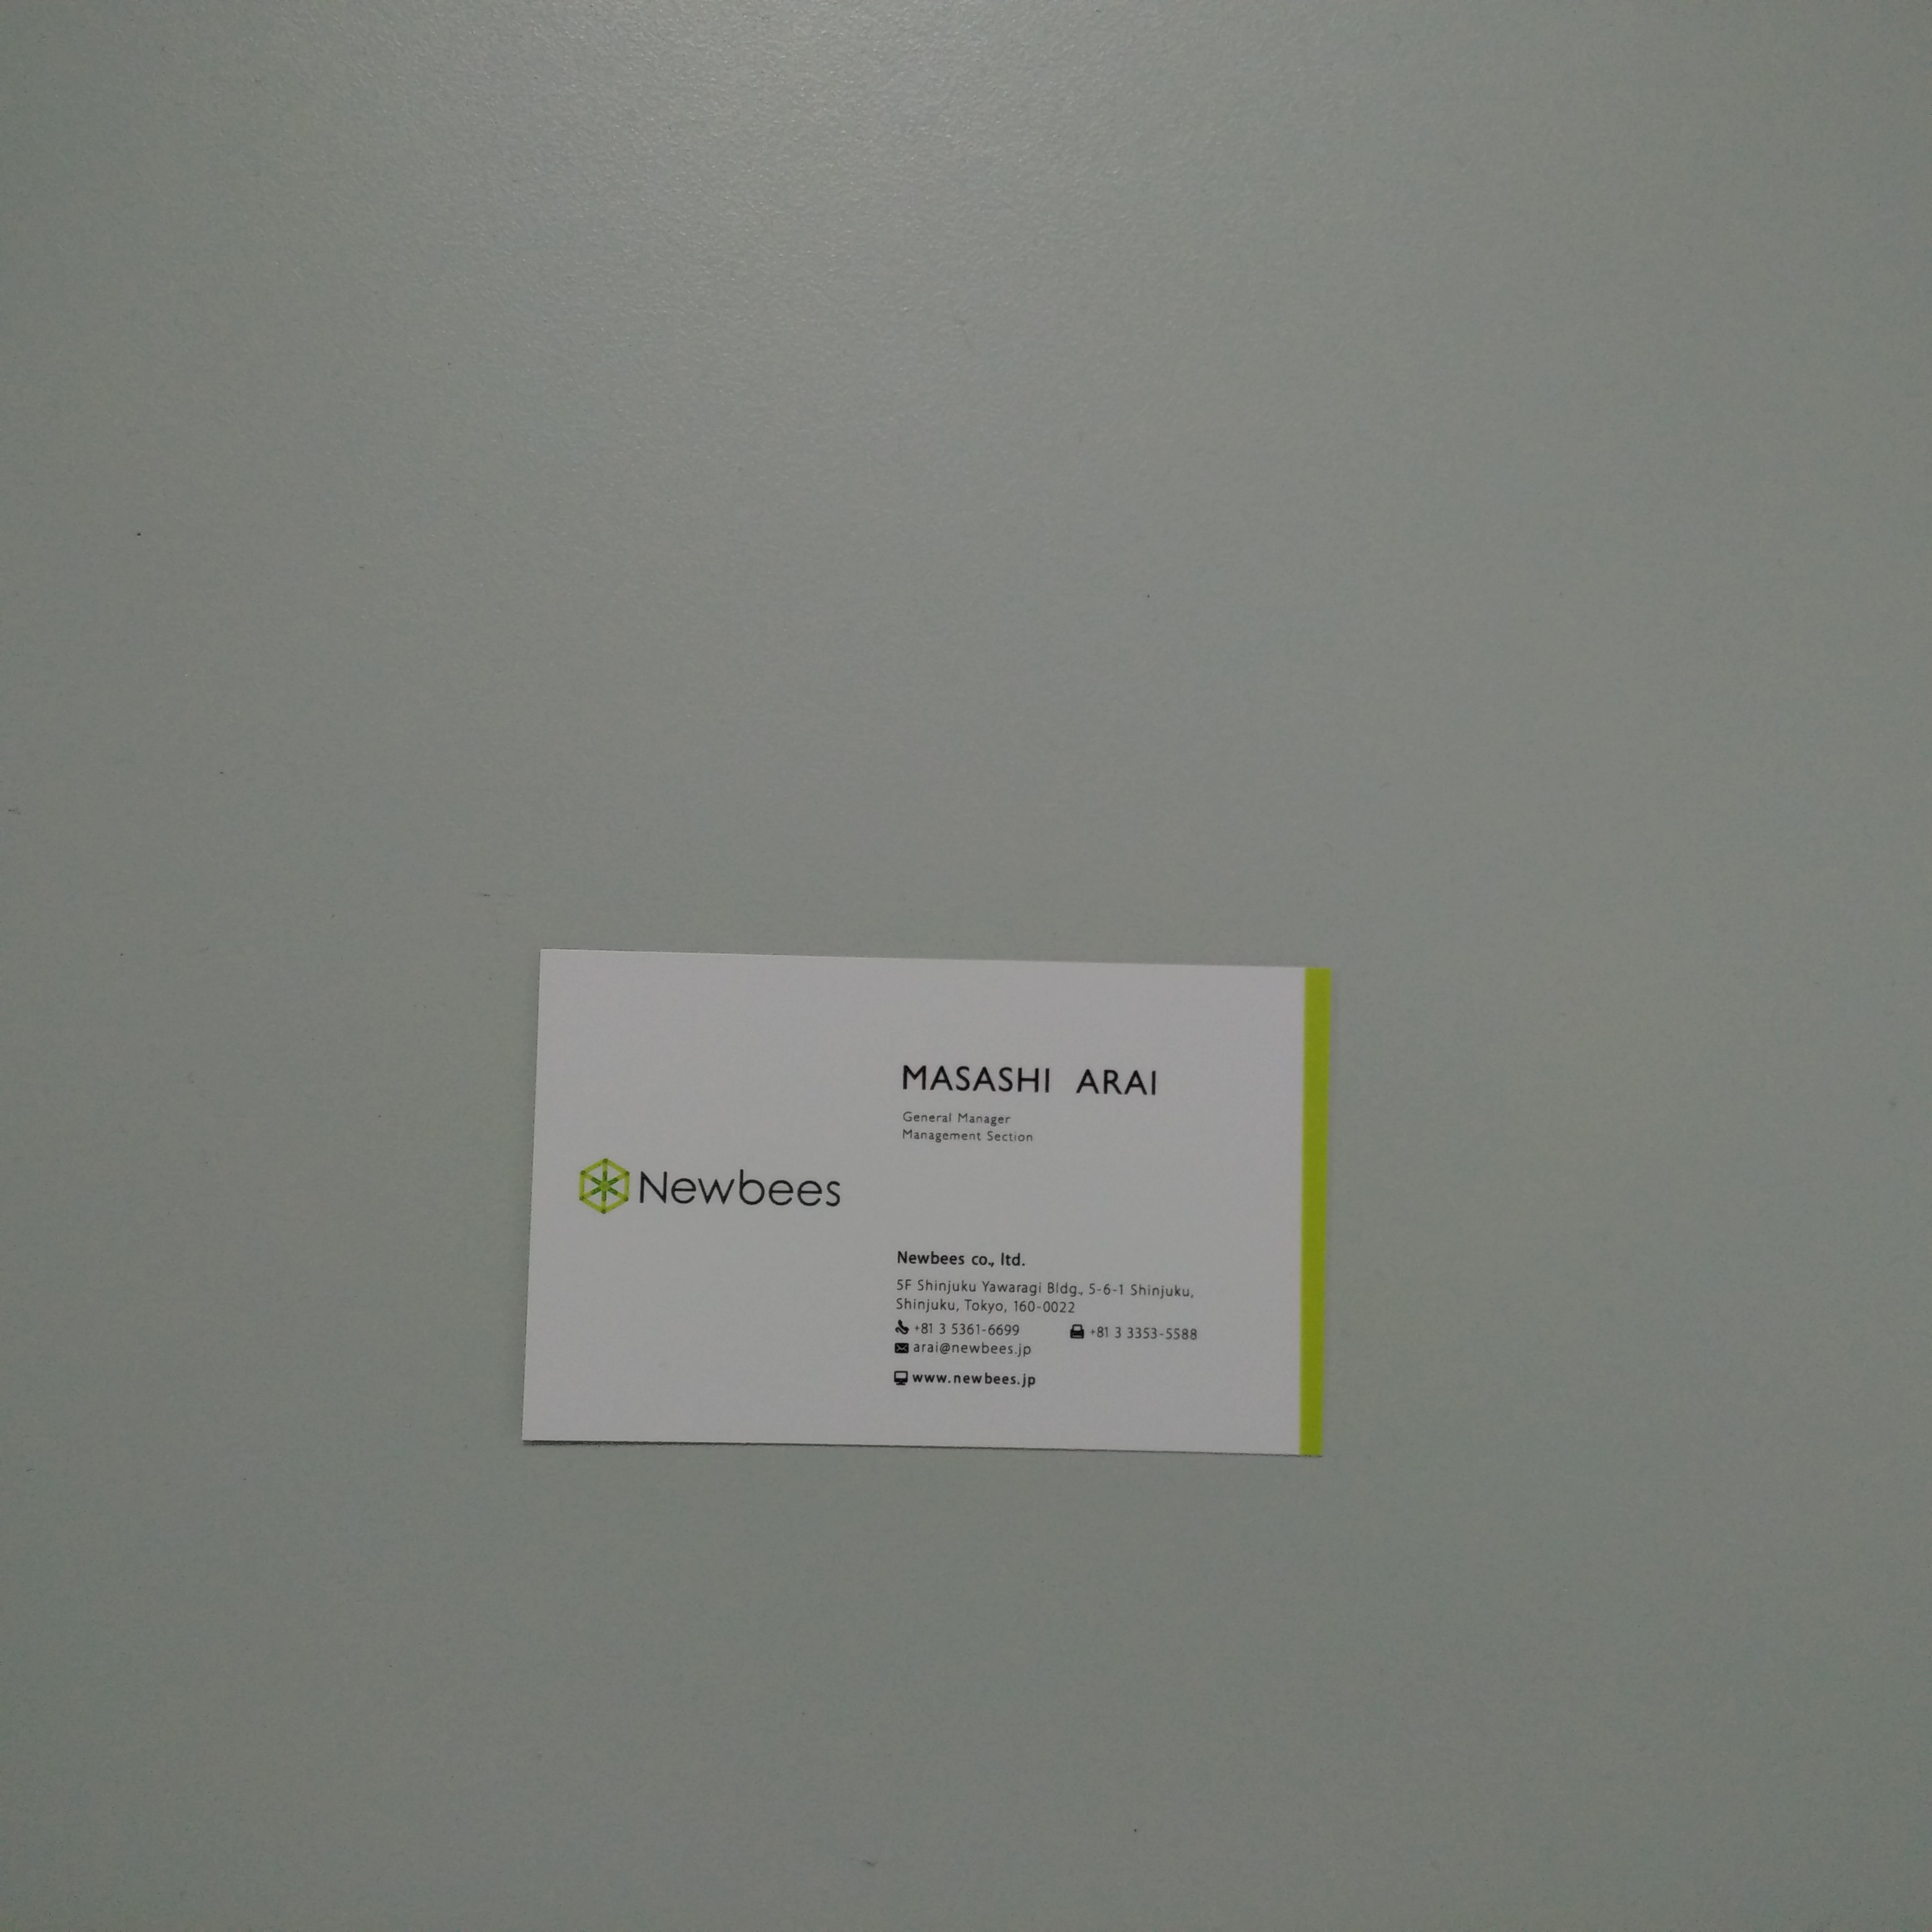 MASASHI ARAI
General Manager
Management Section
Newbees
Newbees co., ltd.
5F Shinjuku Yawaragi Bldg., 5-6-1 Shinjuku,
Shinjuku, Tokyo, 160-0022
+81 3 5361-6699 +81 3 3353-5588
arai@newbees.jp
www.newbees.jp